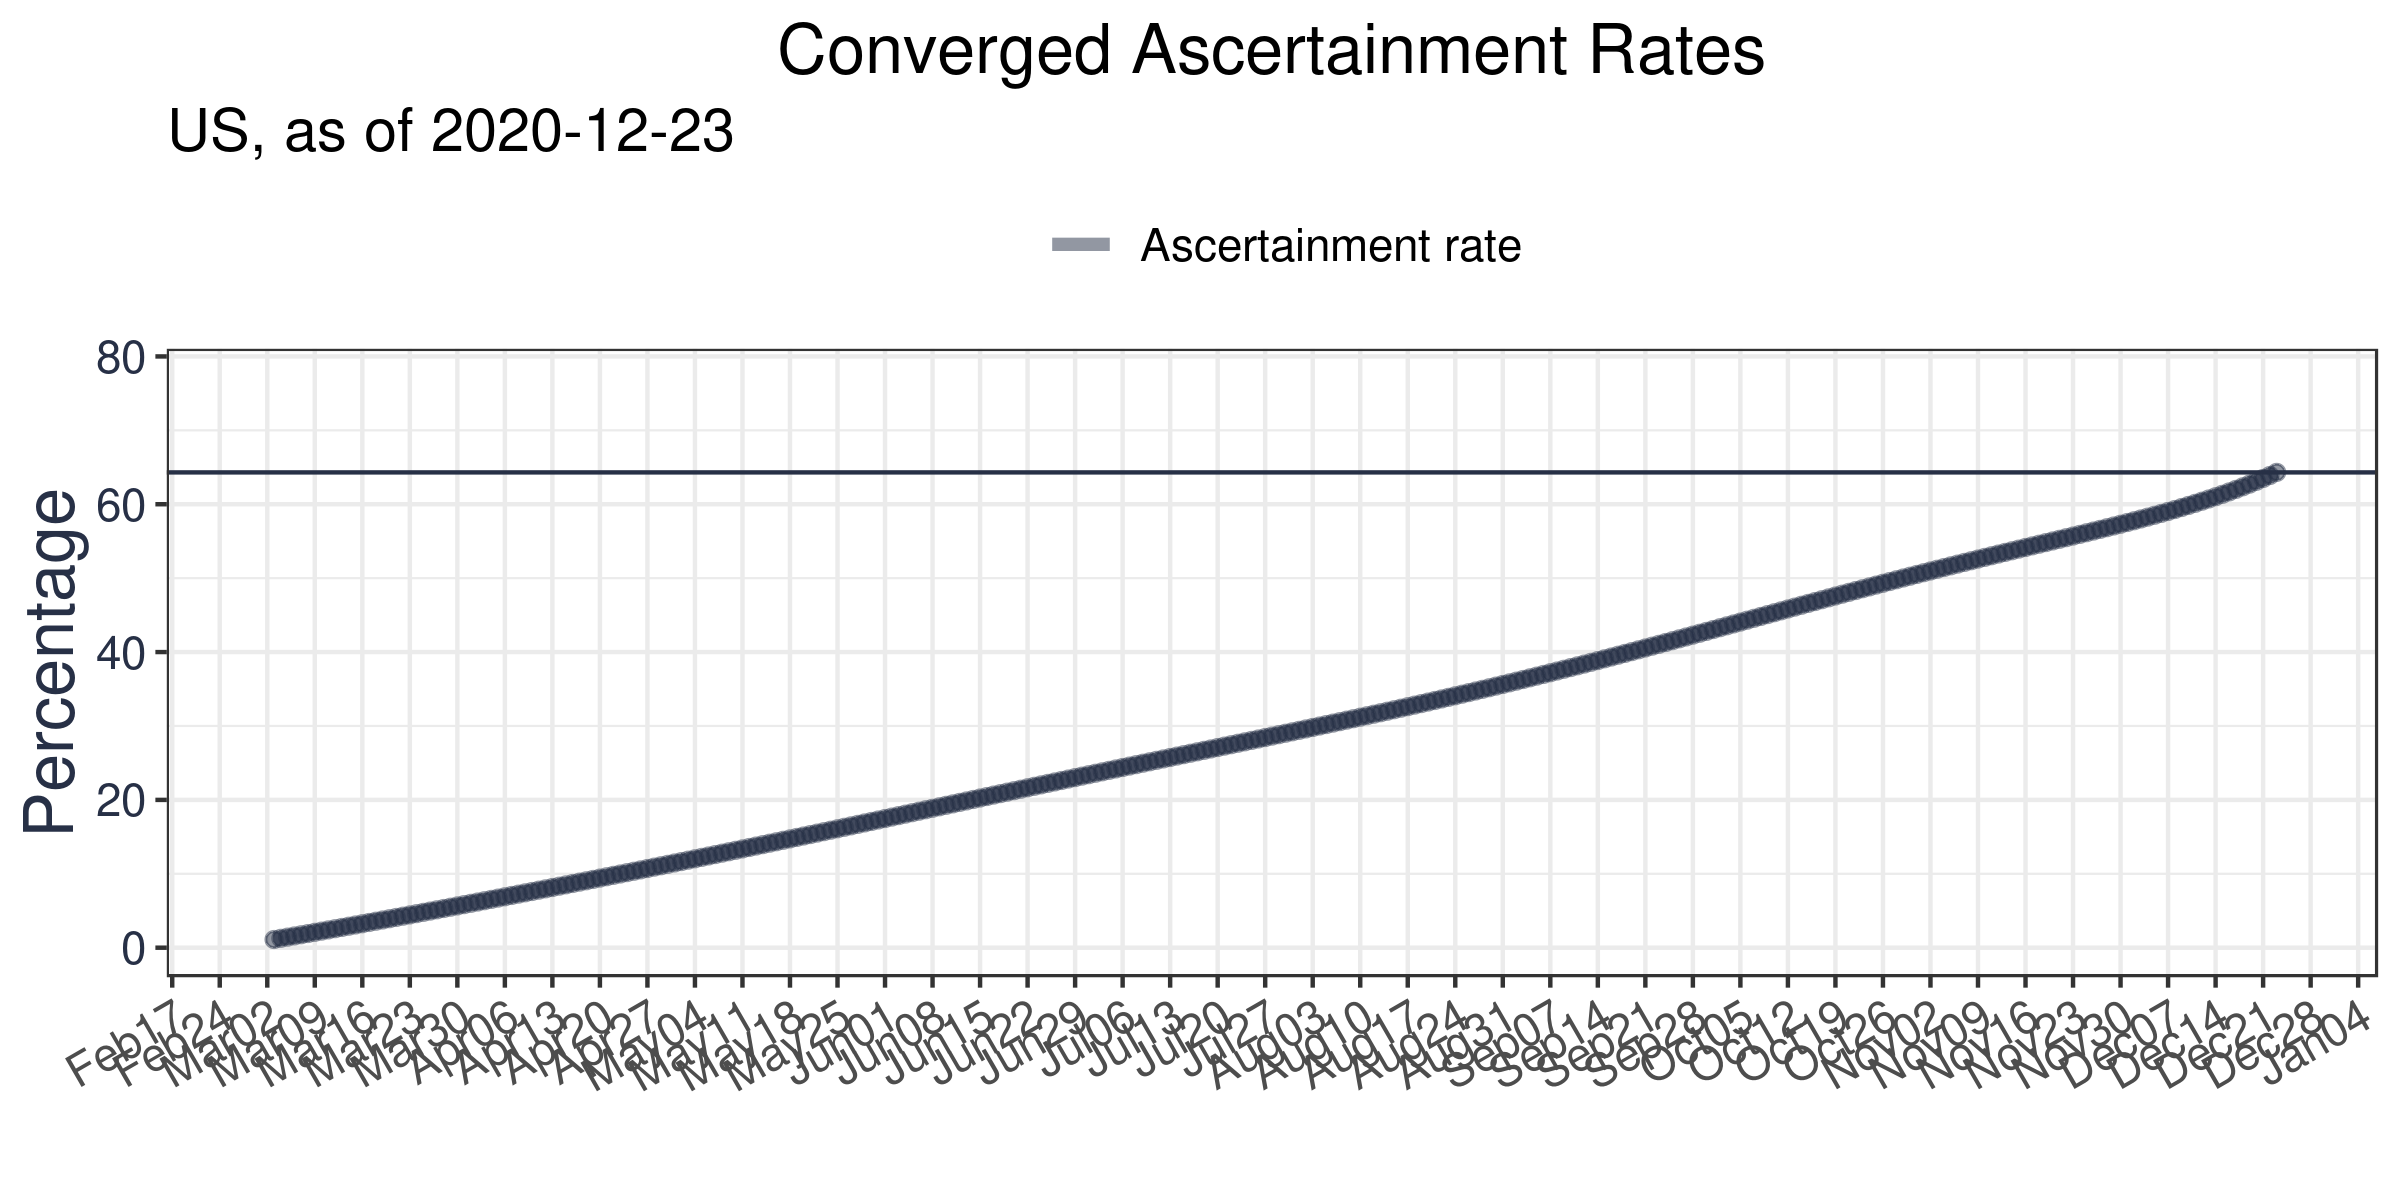 Converged Ascertainment Rates
US, as of 2020-12-23
Ascertainment rate
Percentage
80
60
40
20
0
Feb17
Feb24
Mar02
Mar09
Mar16
Mar23
Mar30
Apr06
Apr13
Apr20
Apr27
May04
May11
May18
May25
Jun01
Jun08
Jun15
Jun22
Jun29
Jul06
Jul13
Jul20
Jul27
Aug03
Aug10
Aug17
Aug24
Aug31
Sep07
Sep14
Sep21
Sep28
Oct05
Oct12
Oct19
Oct26
Nov02
Nov09
Nov16
Nov23
Nov30
Dec07
Dec14
Dec21
Dec28
Jan04